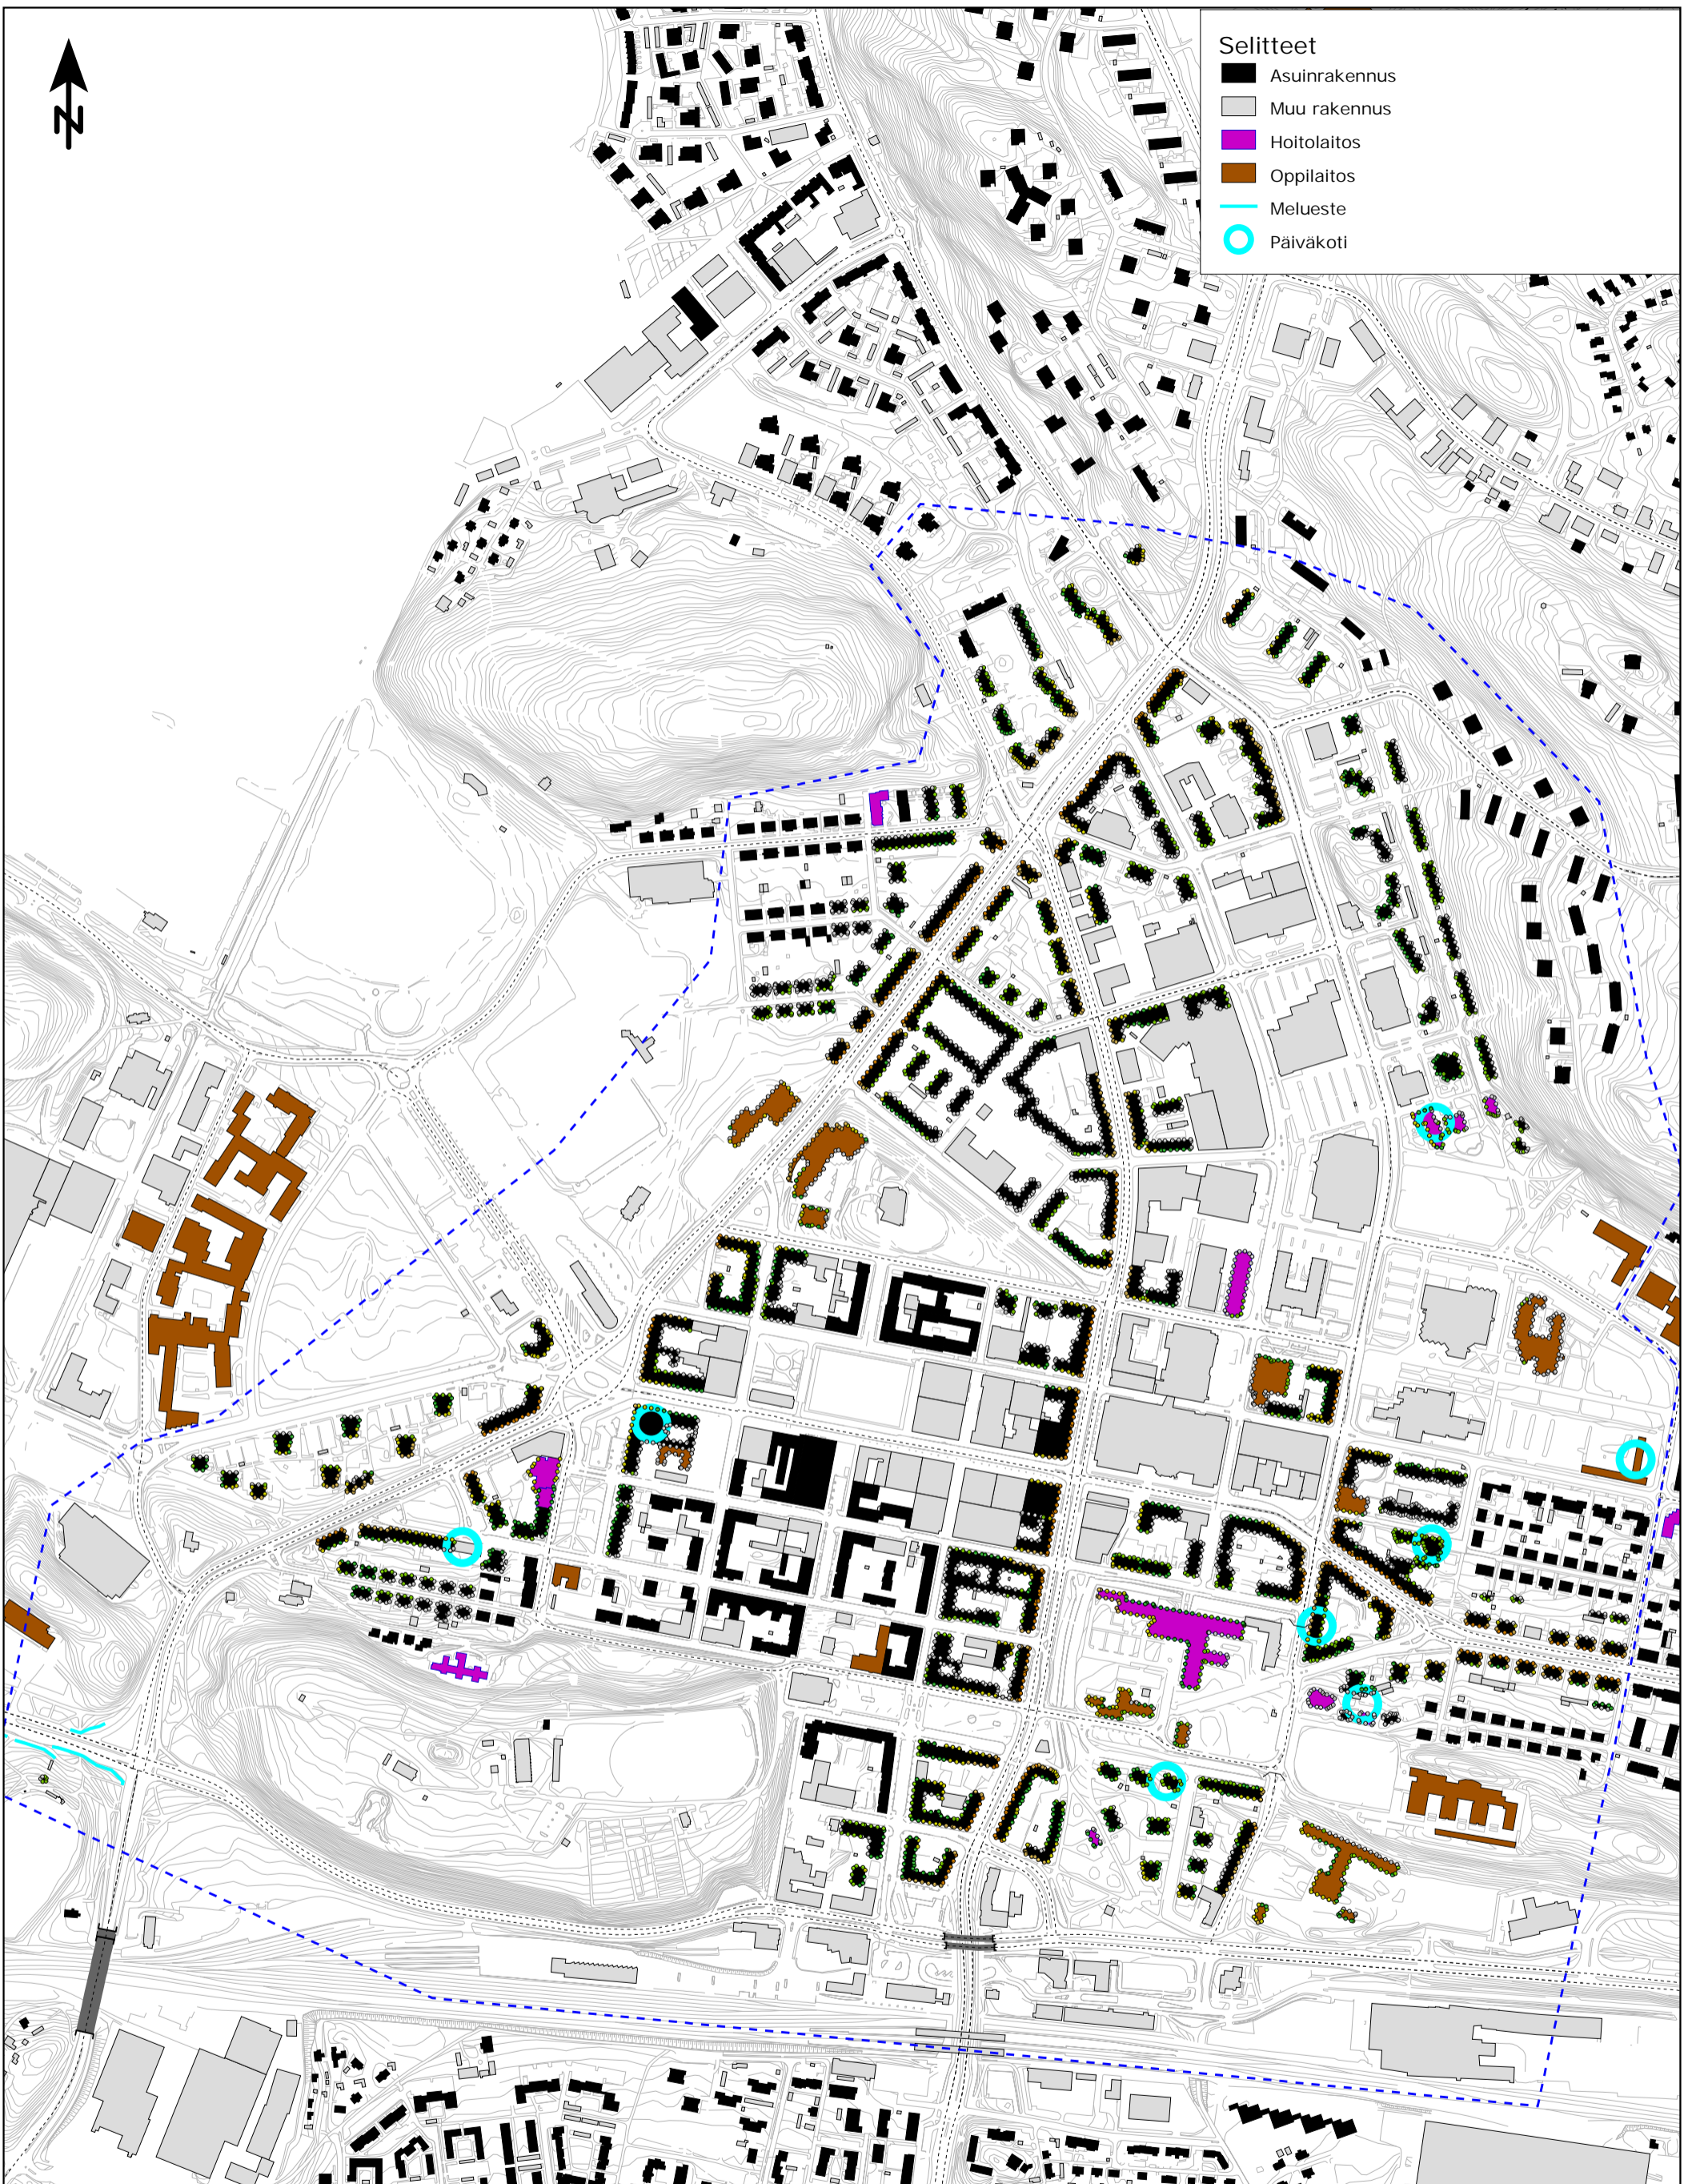 N
Selitteet
Asuinrakennus
Muu rakennus
Hoitolaitos
Oppilaitos
Melueste
Päiväkoti